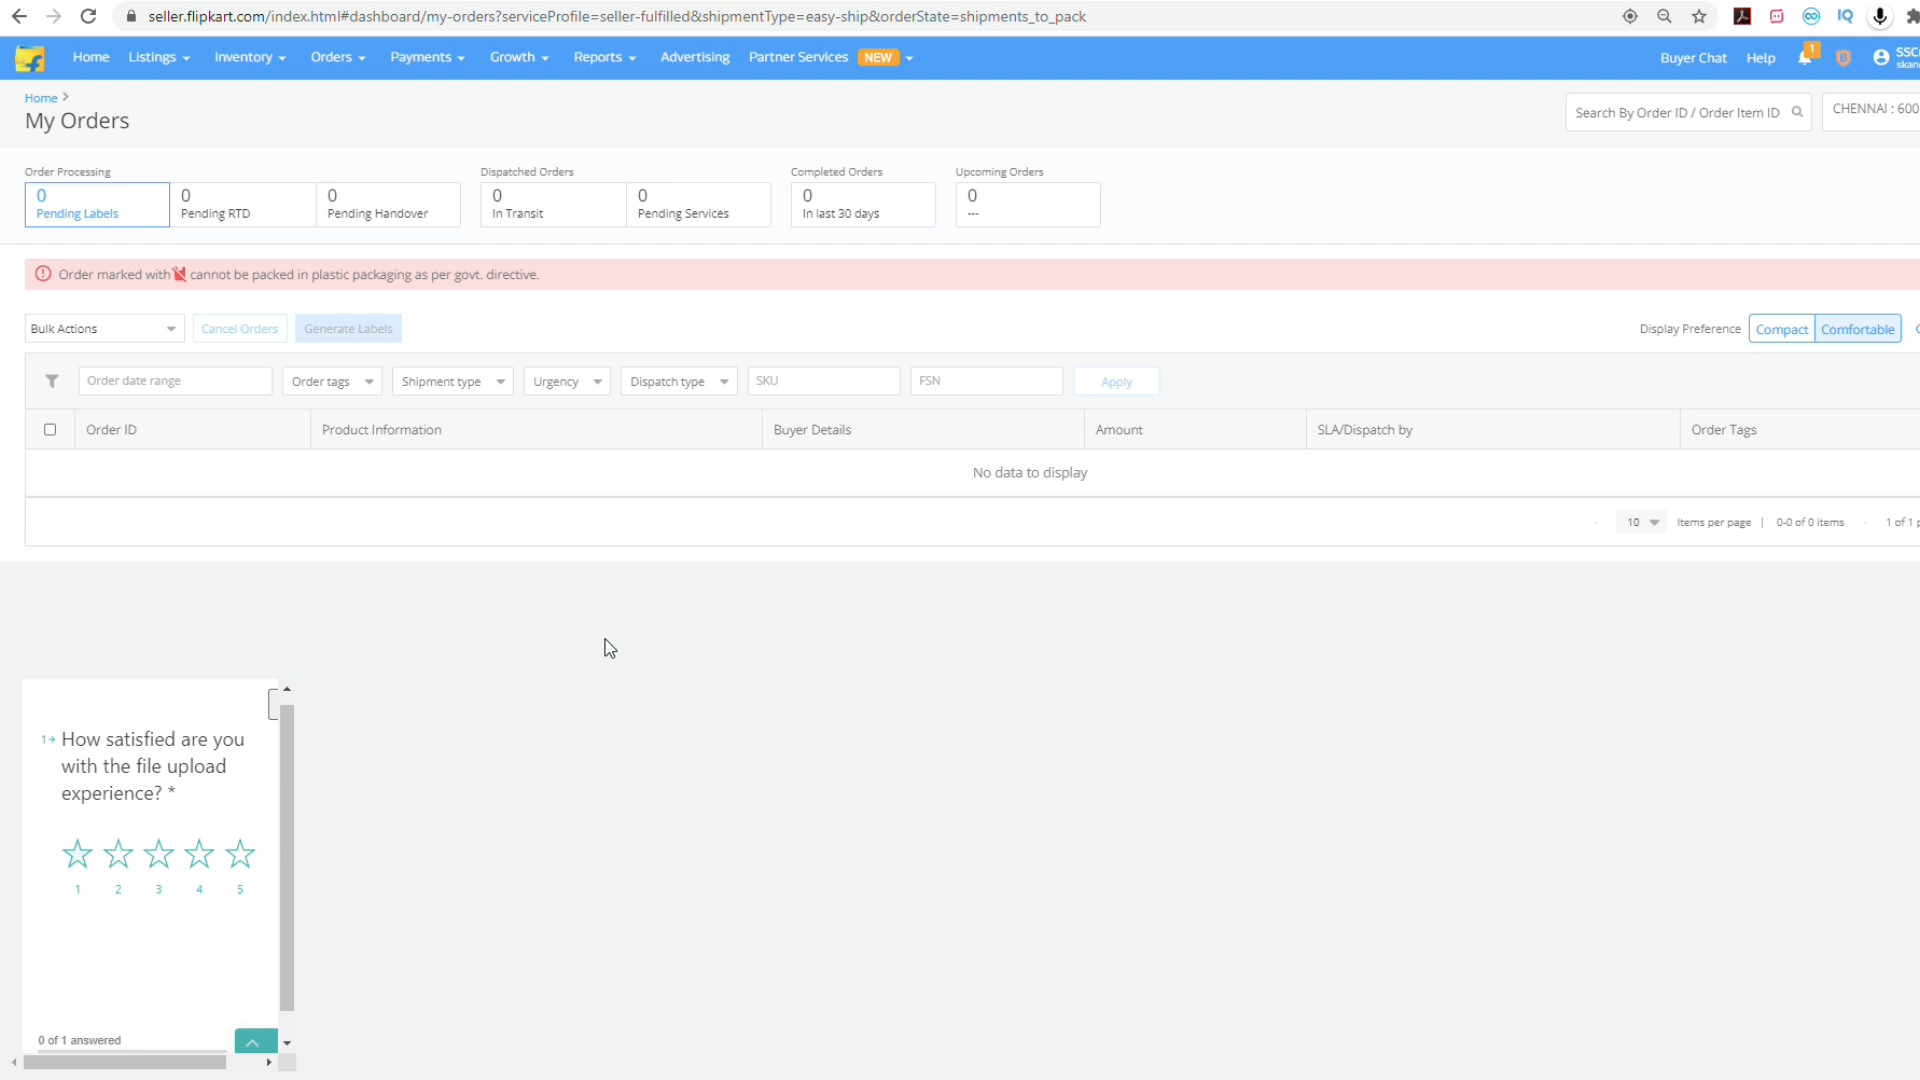 seller.flipkart.com/index.html#dashboard/my-orders?serviceProfile=seller-fulfilled&shipmentType=easy-ship&orderState=shipments_to_pack
IQ
Home Listings Inventory Orders Payments Growth Reports Advertising Partner Services NEW
Buyer Chat Help 1
Home
My Orders
Search By Order ID / Order Item ID
CHENNAI : 600
Order Processing
0
Pending Labels
0
Pending RTD
0
Pending Handover
Dispatched Orders
0
In Transit
0
Pending Services
Completed Orders
0
In last 30 days
Upcoming Orders
0
---
Order marked with cannot be packed in plastic packaging as per govt. directive.
Bulk Actions Cancel Orders Generate Labels
Display Preference Compact Comfortable
Order date range Order tags Shipment type Urgency Dispatch type SKU FSN Apply
Order ID Product Information Buyer Details Amount SLA/Dispatch by Order Tags
No data to display
10 Items per page | 0-0 of 0 items 1 of 1
1 How satisfied are you
with the file upload
experience? *
1 2 3 4 5
0 of 1 answered